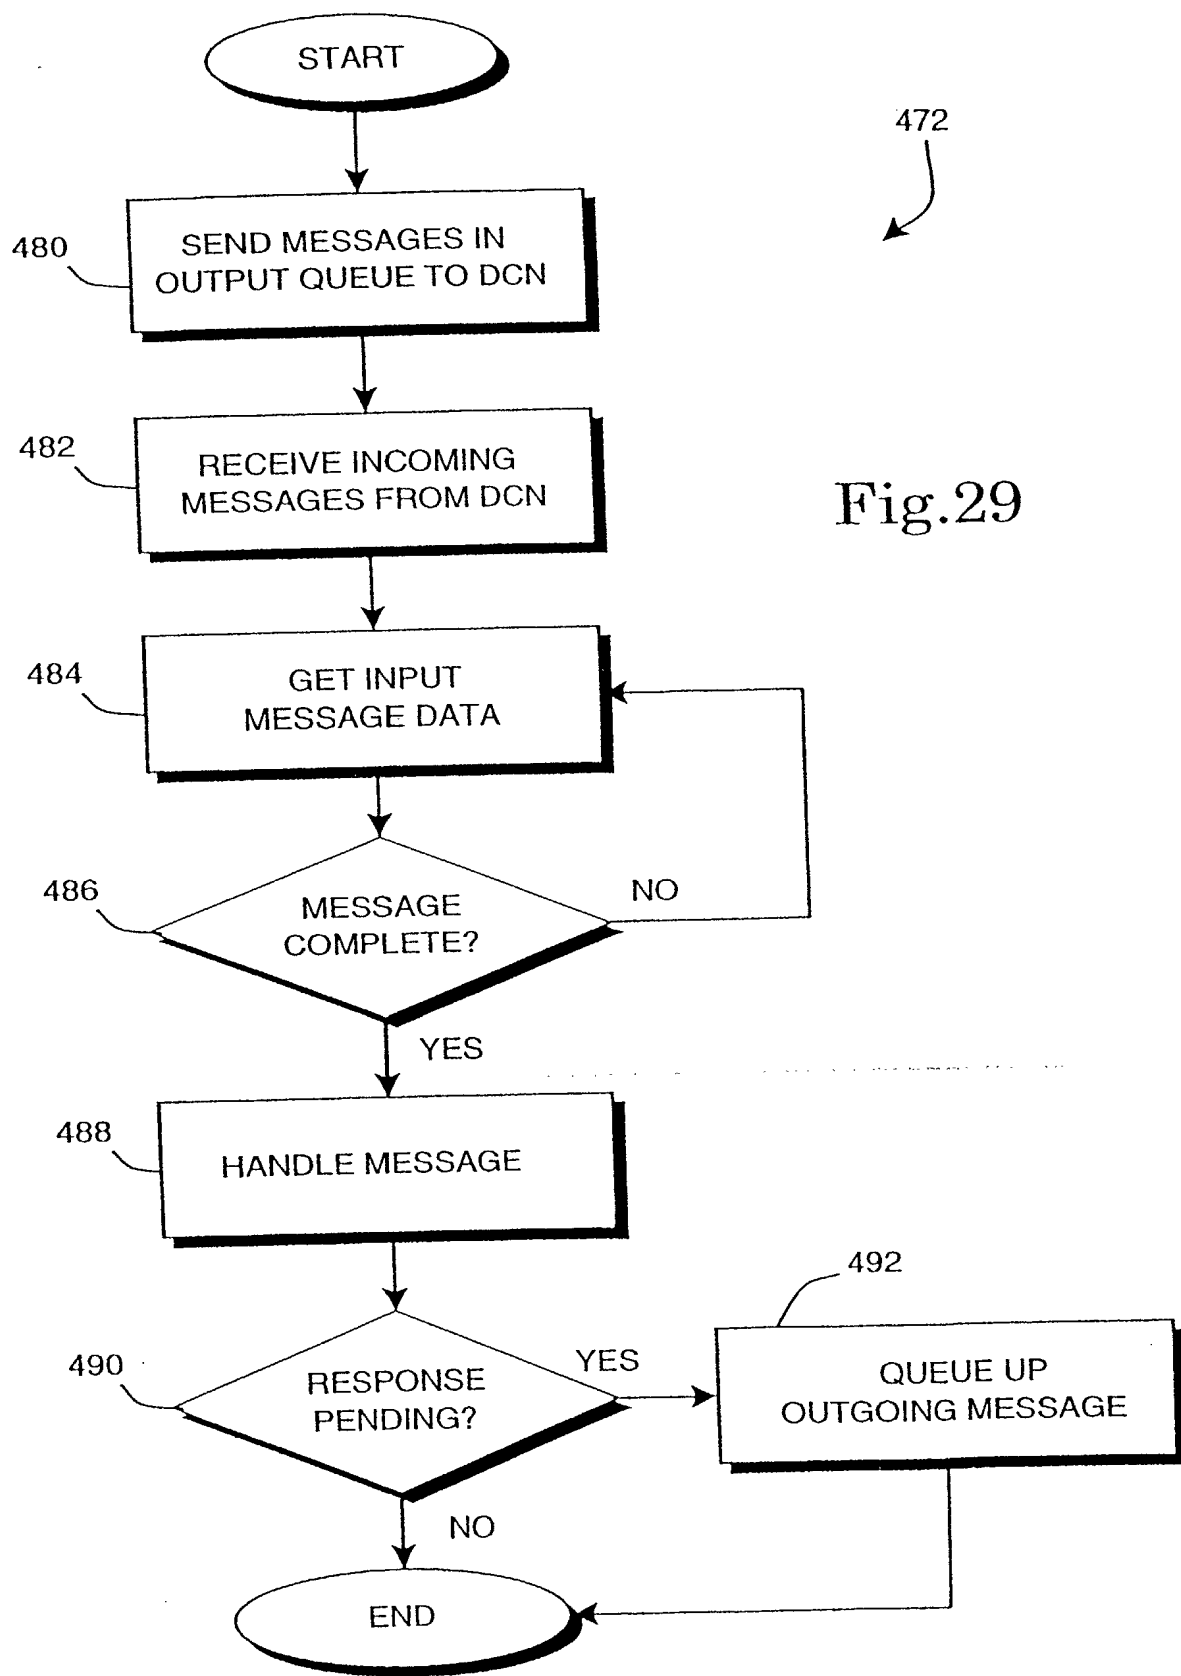 START
472
480
SEND MESSAGES IN
OUTPUT QUEUE TO DCN
482
RECEIVE INCOMING
MESSAGES FROM DCN
Fig.29
484
GET INPUT
MESSAGE DATA
486
MESSAGE
COMPLETE?
NO
YES
488
HANDLE MESSAGE
490
RESPONSE
PENDING?
YES
492
QUEUE UP
OUTGOING MESSAGE
NO
END